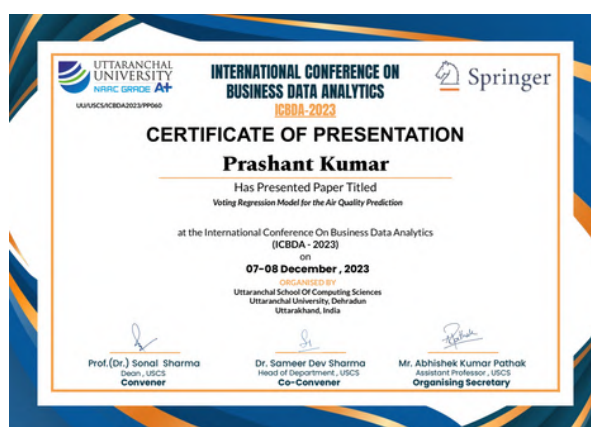 UTTARANCHAL
UNIVERSITY
NAAC GRADE A+
UU/USCS/ICBDA2023/PP060
INTERNATIONAL CONFERENCE ON
BUSINESS DATA ANALYTICS
ICBDA-2023
Springer
CERTIFICATE OF PRESENTATION
Prashant Kumar
Has Presented Paper Titled
Voting Regression Model for the Air Quality Prediction
at the International Conference On Business Data Analytics
(ICBDA - 2023)
on
07-08 December , 2023
ORGANISED BY
Uttaranchal School Of Computing Sciences
Uttaranchal University, Dehradun
Uttarakhand, India
Prof.(Dr.) Sonal Sharma
Dean , USCS
Convener
Dr. Sameer Dev Sharma
Head of Department , USCS
Co-Convener
Mr. Abhishek Kumar Pathak
Assistant Professor , USCS
Organising Secretary